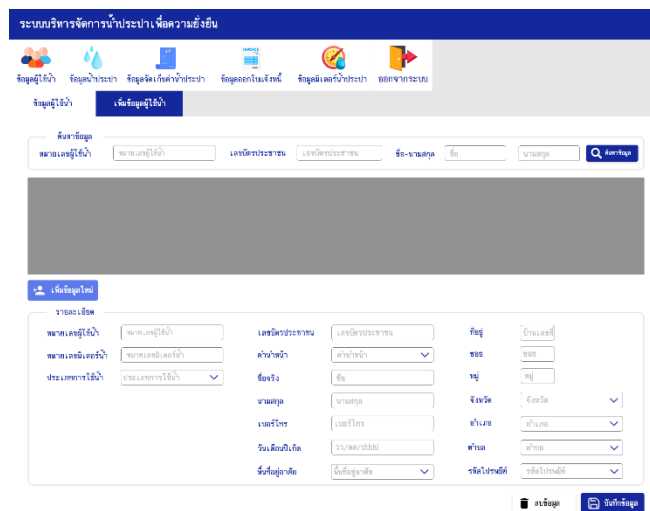 ระบบบริหารจัดการน้ำประปาเพื่อความยั่งยืน
ข้อมูลผู้ใช้น้ำ ข้อมูลน้ำประปา ข้อมูลจัดเก็บค่าน้ำประปา ข้อมูลออกใบแจ้งหนี้ ข้อมูลมิเตอร์น้ำประปา ออกจากระบบ
ข้อมูลผู้ใช้น้ำ เพิ่มข้อมูลผู้ใช้น้ำ
ค้นหาข้อมูล
หมายเลขผู้ใช้น้ำ หมายเลขผู้ใช้น้ำ เลขบัตรประชาชน เลขบัตรประชาชน ชื่อ-นามสกุล ชื่อ นามสกุล ค้นหาข้อมูล
เพิ่มข้อมูลใหม่
รายละเอียด
หมายเลขผู้ใช้น้ำ หมายเลขผู้ใช้น้ำ เลขบัตรประชาชน เลขบัตรประชาชน ที่อยู่ บ้านเลขที่
หมายเลขมิเตอร์น้ำ หมายเลขมิเตอร์น้ำ คำนำหน้า คำนำหน้า ซอย ซอย
ประเภทการใช้น้ำ ประเภทการใช้น้ำ ชื่อจริง ชื่อ หมู่ หมู่
นามสกุล นามสกุล จังหวัด จังหวัด
เบอร์โทร เบอร์โทร อำเภอ อำเภอ
วันเดือนปีเกิด วว/ดด/ปปปป ตำบล ตำบล
พื้นที่อยู่อาศัย พื้นที่อยู่อาศัย รหัสไปรษณีย์ รหัสไปรษณีย์
ลบข้อมูล บันทึกข้อมูล